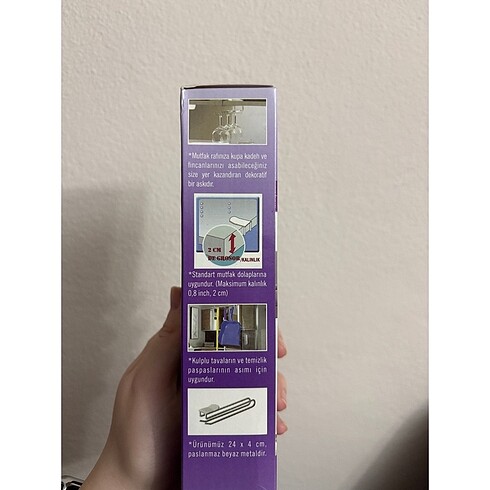 *Mutfak rafınıza kupa kadeh ve
fincanlarınızı asabileceğiniz
size yer kazandıran dekoratif
bir askıdır.
2 CM
DE GROSOR/KALINLIK
*Standart mutfak dolaplarına
uygundur. (Maksimum kalınlık
0,8 inch, 2 cm)
*Kulplu tavaların ve temizlik
paspaslarının asımı için
uygundur.
*Ürünümüz 24 x 4 cm,
paslanmaz beyaz metaldir.